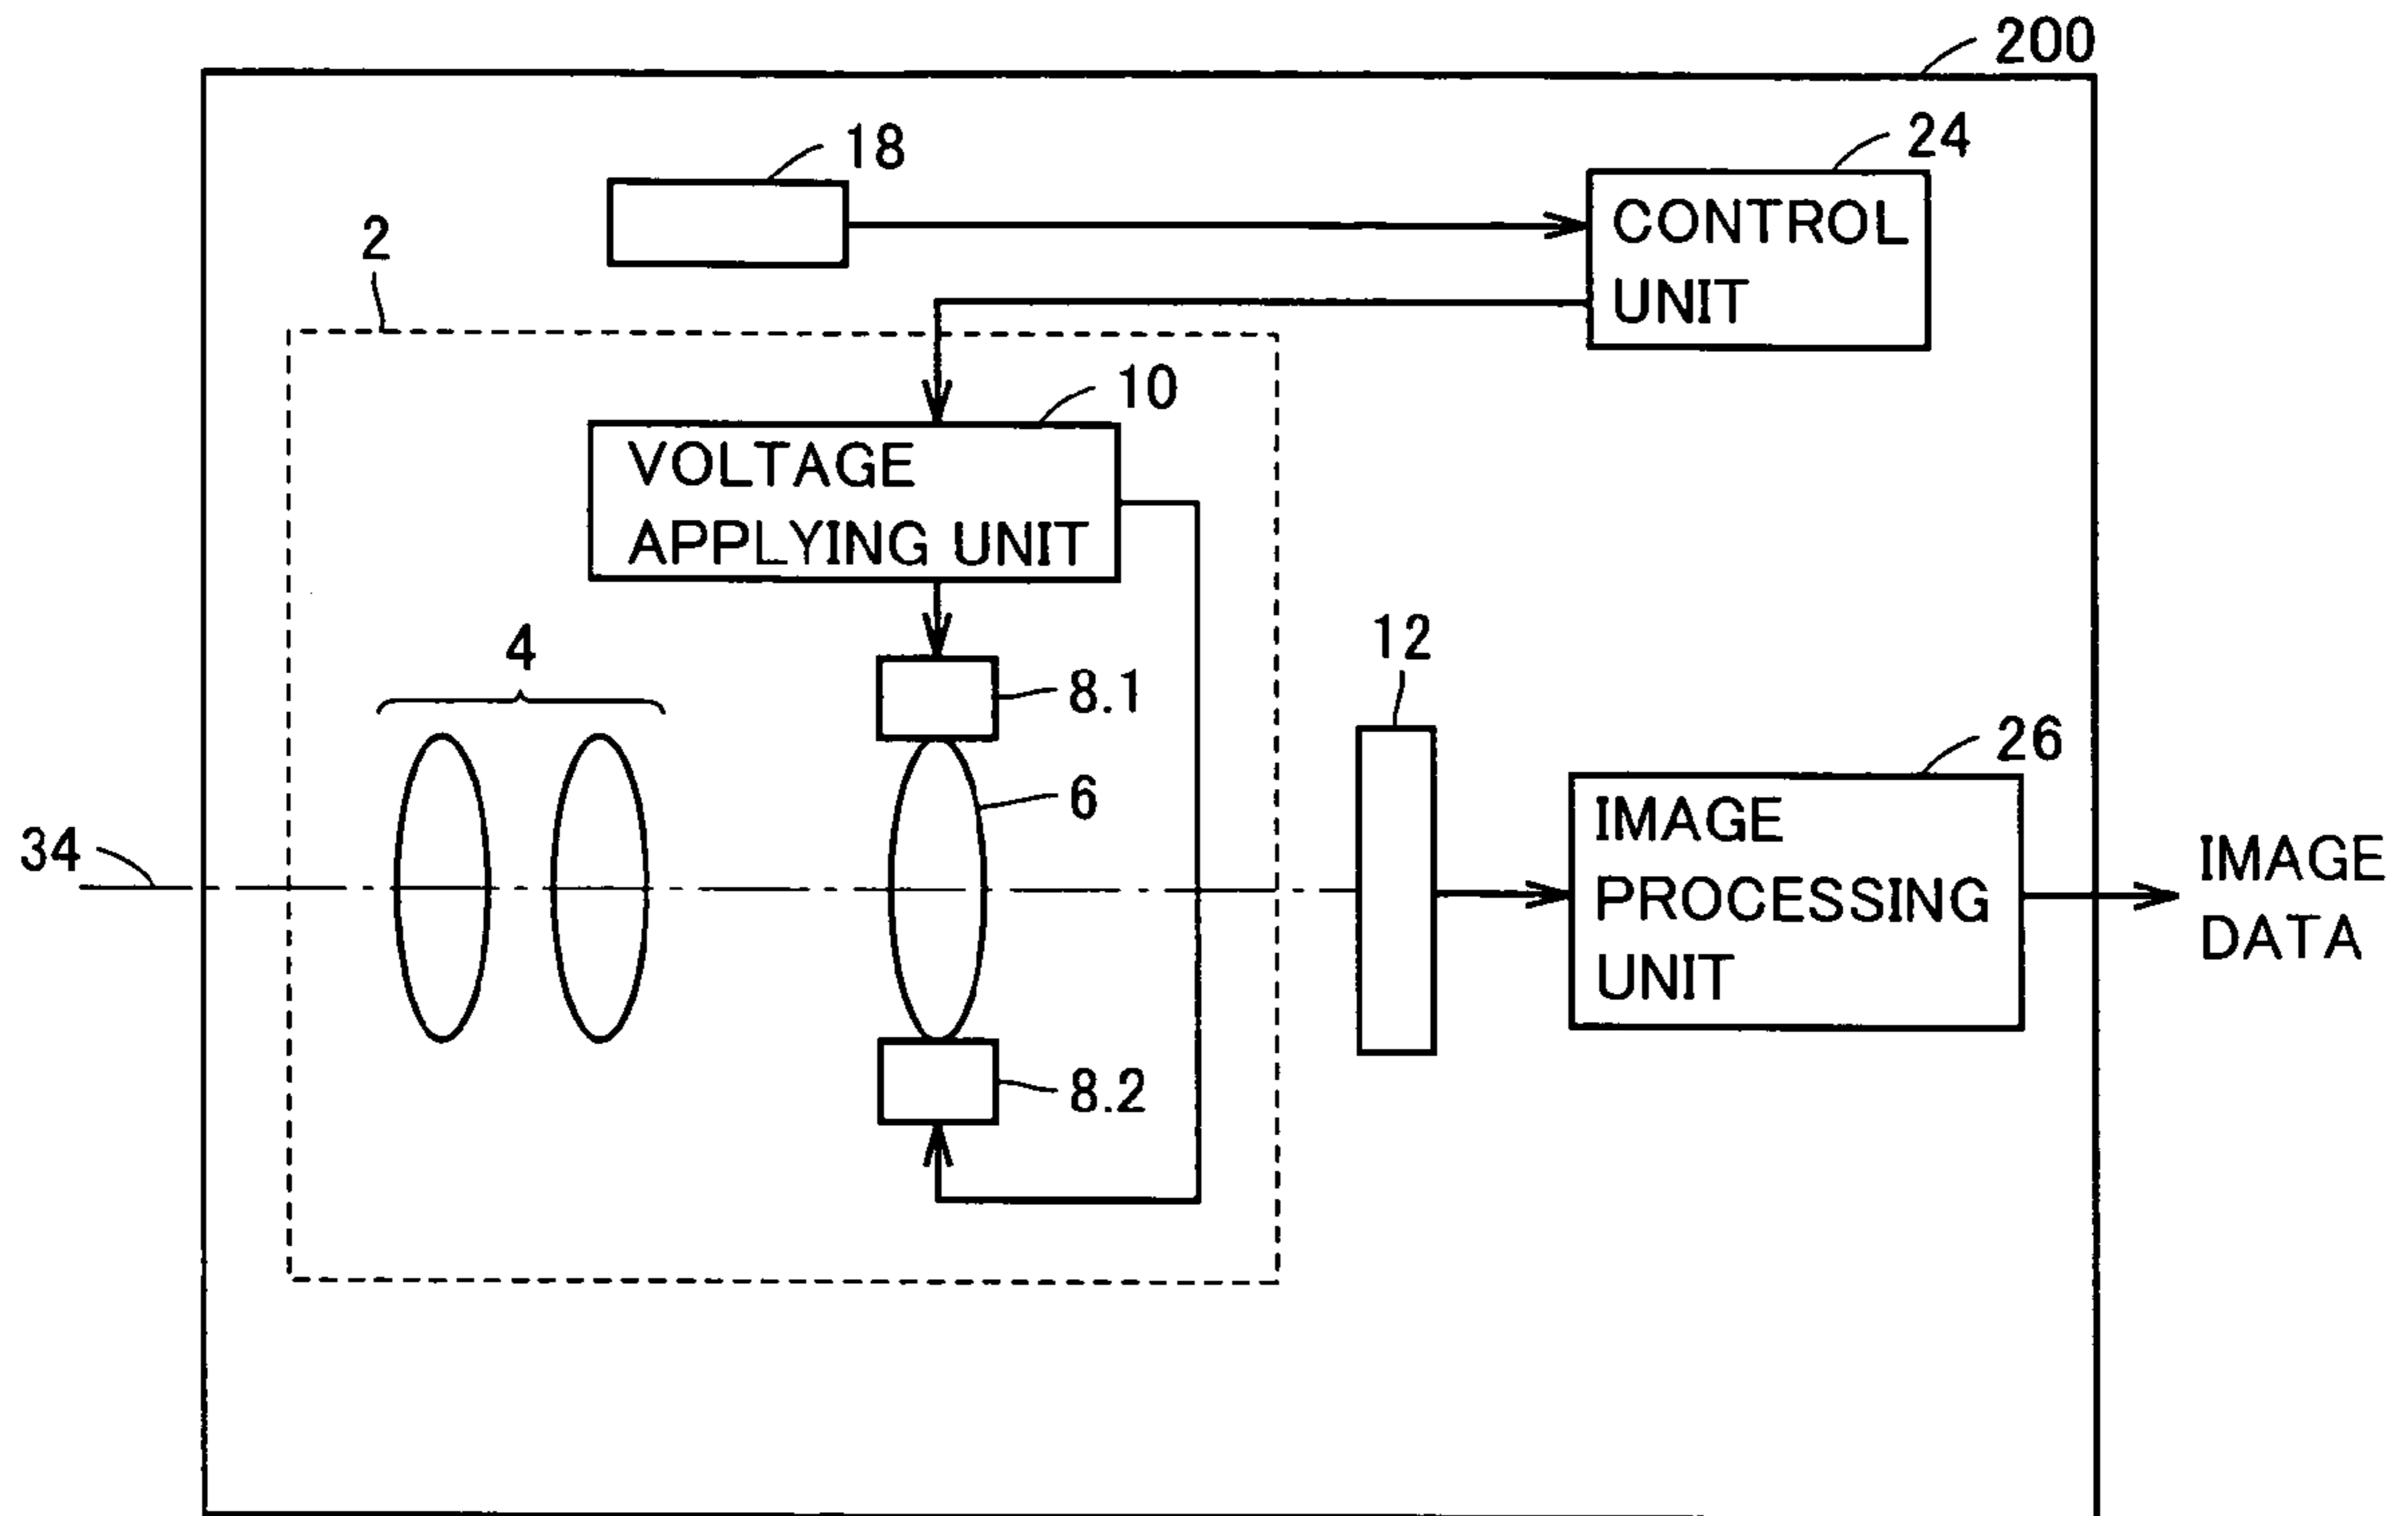 200
18
24
CONTROL
UNIT
2
10
VOLTAGE
APPLYING UNIT
4
12
8.1
26
6
IMAGE
PROCESSING
UNIT
34
IMAGE
DATA
8.2